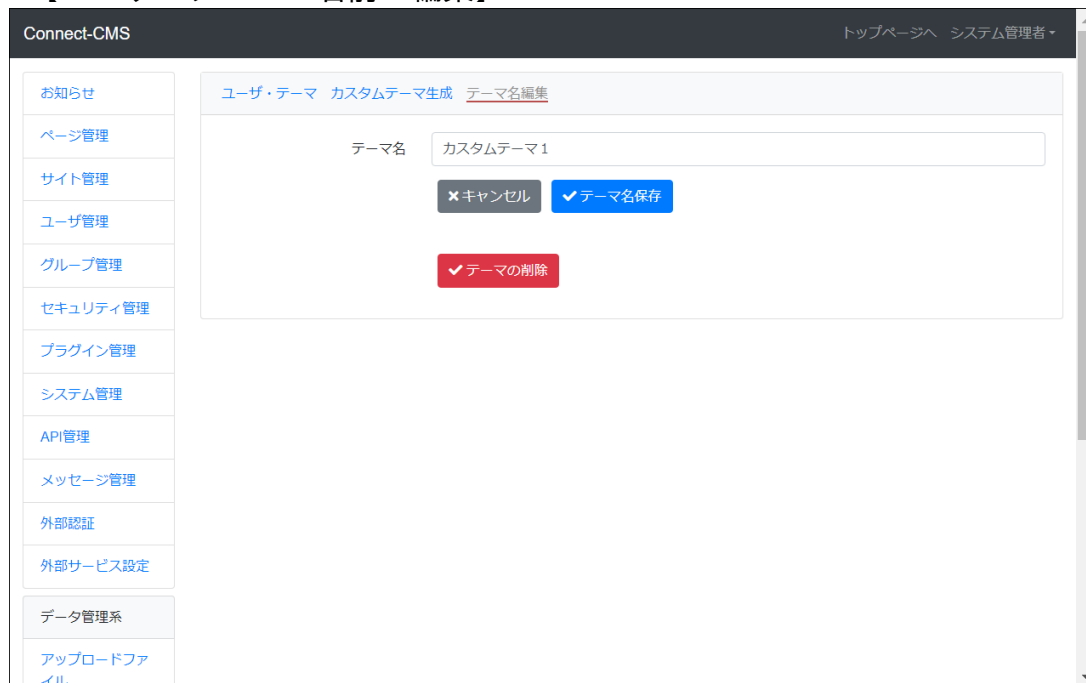 Connect-CMS
トップページへ システム管理者
お知らせ
ページ管理
サイト管理
ユーザ管理
グループ管理
セキュリティ管理
プラグイン管理
システム管理
API管理
メッセージ管理
外部認証
外部サービス設定
データ管理系
アップロードファ
イル
ユーザ・テーマ カスタムテーマ生成 テーマ名編集
テーマ名 カスタムテーマ1
キャンセル テーマ名保存
テーマの削除